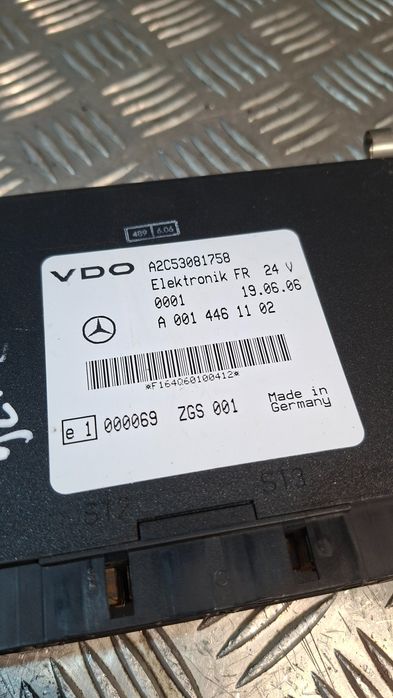 489 6.06
VDO A2C53081758
Elektronik FR 24 V
0001 19.06.06
A 001 446 11 02
*F164Q60100412*
e 1 000069 ZGS 001 Made in
Germany
ST2 ST3